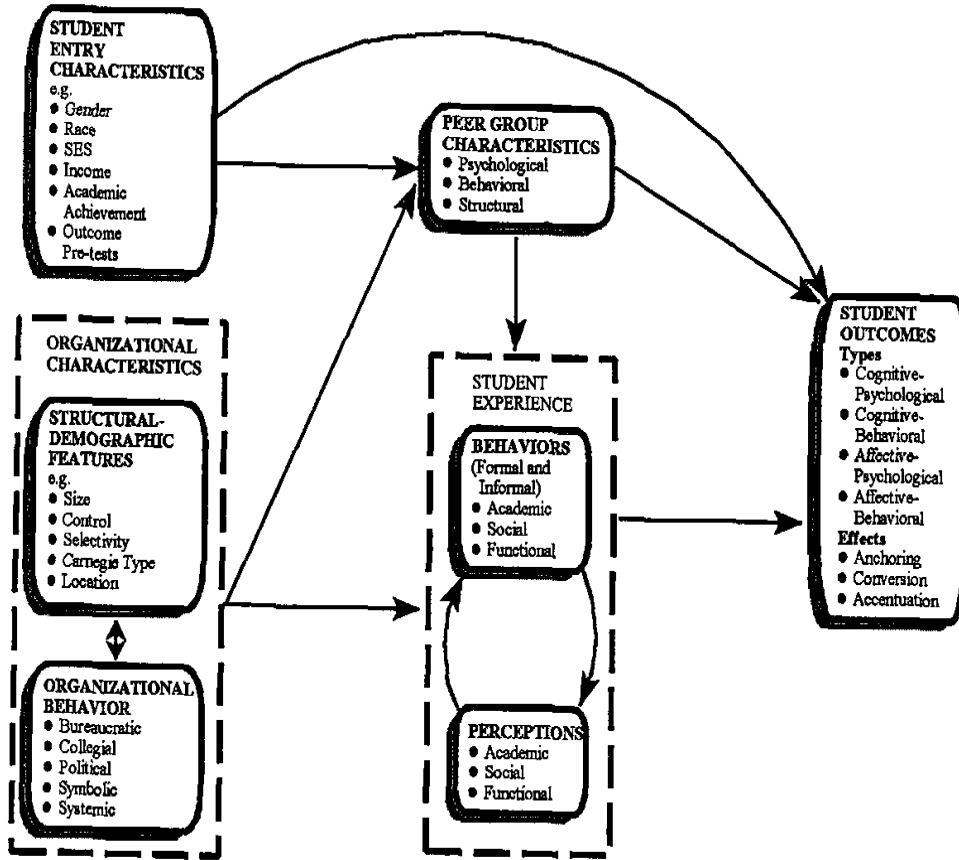 STUDENT
ENTRY
CHARACTERISTICS
e.g.
● Gender
● Race
● SES
● Income
● Academic
Achievement
● Outcome
Pre-tests
PEER GROUP
CHARACTERISTICS
● Psychological
● Behavioral
● Structural
ORGANIZATIONAL
CHARACTERISTICS
STRUCTURAL-
DEMOGRAPHIC
FEATURES
e.g.
● Size
● Control
● Selectivity
● Carnegie Type
● Location
ORGANIZATIONAL
BEHAVIOR
● Bureaucratic
● Collegial
● Political
● Symbolic
● Systemic
STUDENT
EXPERIENCE
BEHAVIORS
(Formal and
Informal)
● Academic
● Social
● Functional
PERCEPTIONS
● Academic
● Social
● Functional
STUDENT
OUTCOMES
Types
● Cognitive-
Psychological
● Cognitive-
Behavioral
● Affective-
Psychological
● Affective-
Behavioral
Effects
● Anchoring
● Conversion
● Accentuation